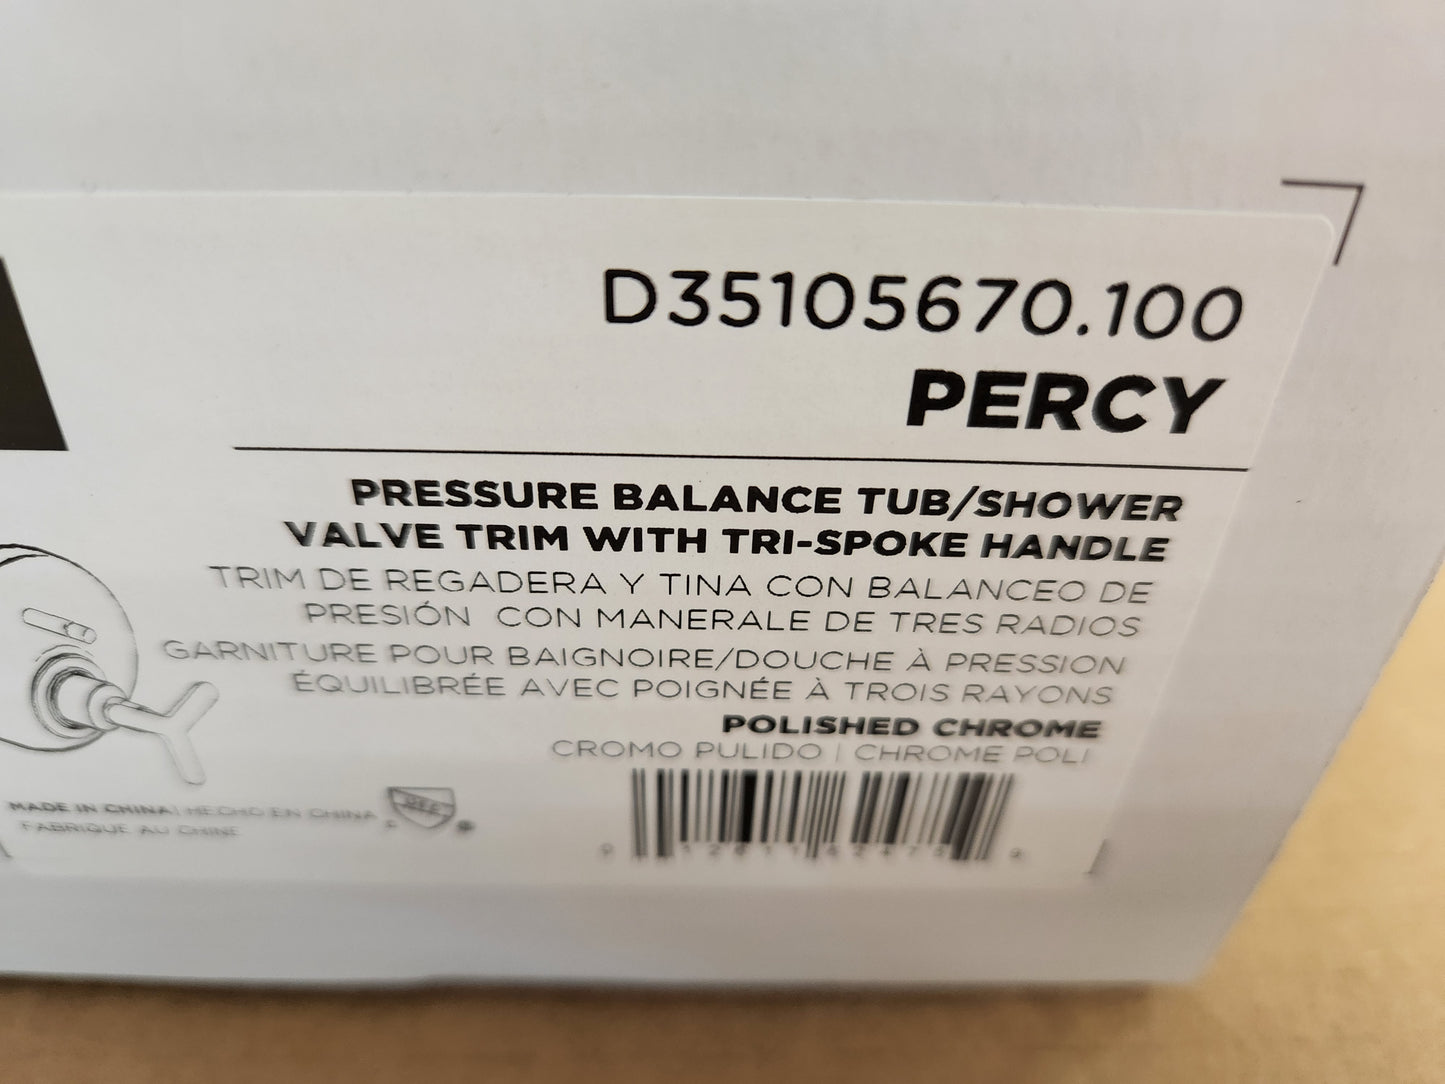 D35105670.100
PERCY
PRESSURE BALANCE TUB/SHOWER
VALVE TRIM WITH TRI-SPOKE HANDLE
TRIM DE REGADERA Y TINA CON BALANCEO DE
PRESIÓN CON MANERALE DE TRES RADIOS
GARNITURE POUR BAIGNOIRE/DOUCHE À PRESSION
ÉQUILIBRÉE AVEC POIGNÉE À TROIS RAYONS
POLISHED CHROME
CROMO PULIDO | CHROME POLI
MADE IN CHINA| HECHO EN CHINA
FABRIQUÉ AU CHINE